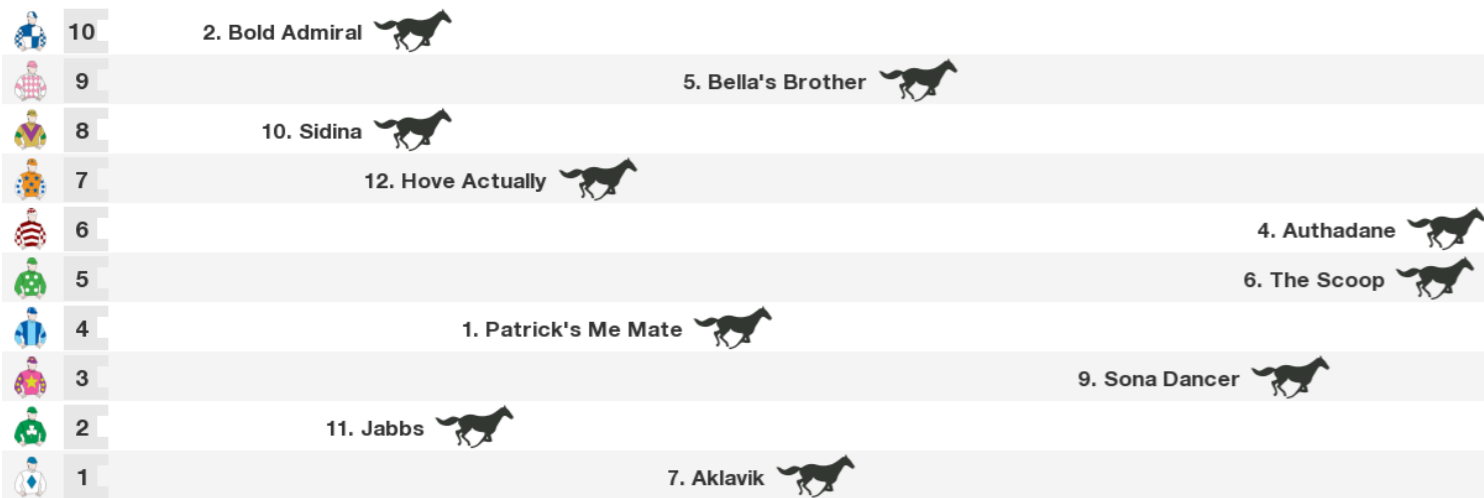 10 2. Bold Admiral
9 5. Bella's Brother
8 10. Sidina
7 12. Hove Actually
6 4. Authadane
5 6. The Scoop
4 1. Patrick's Me Mate
3 9. Sona Dancer
2 11. Jabbs
1 7. Aklavik